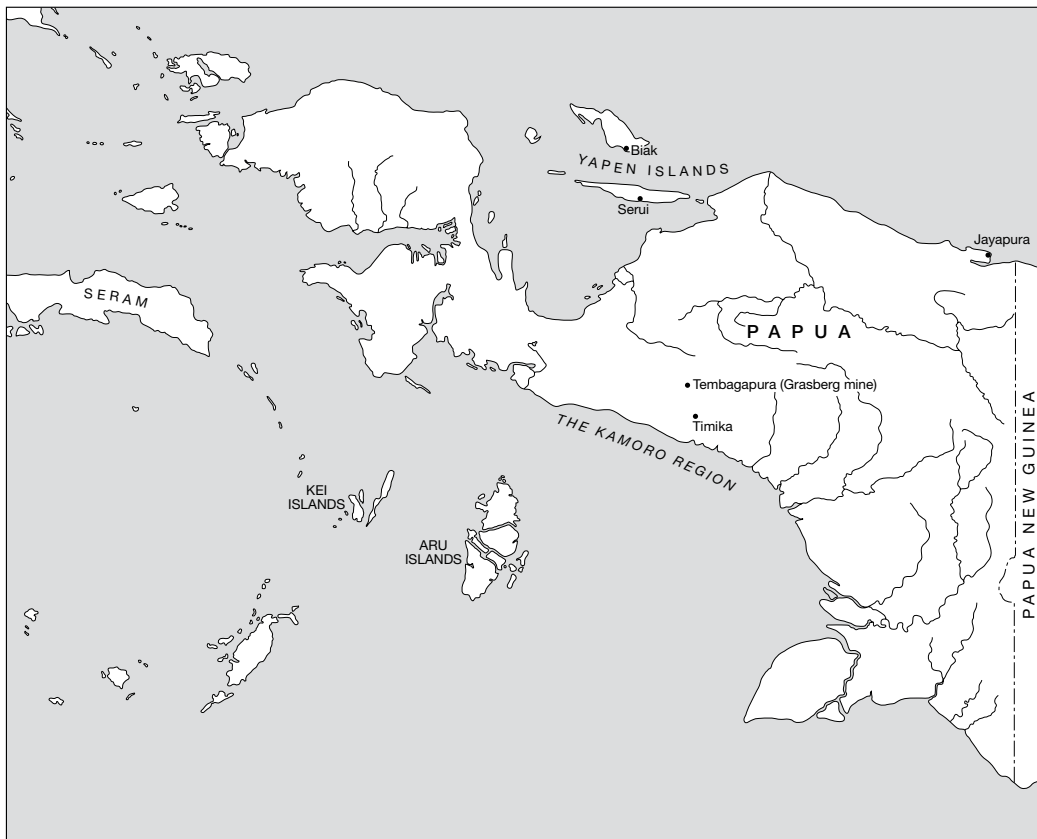 Biak
YAPEN ISLANDS
Serui
Jayapura
SERAM
PAPUA
Tembagapura (Grasberg mine)
Timika
THE KAMORO REGION
PAPUA NEW GUINEA
KEI
ISLANDS
ARU
ISLANDS